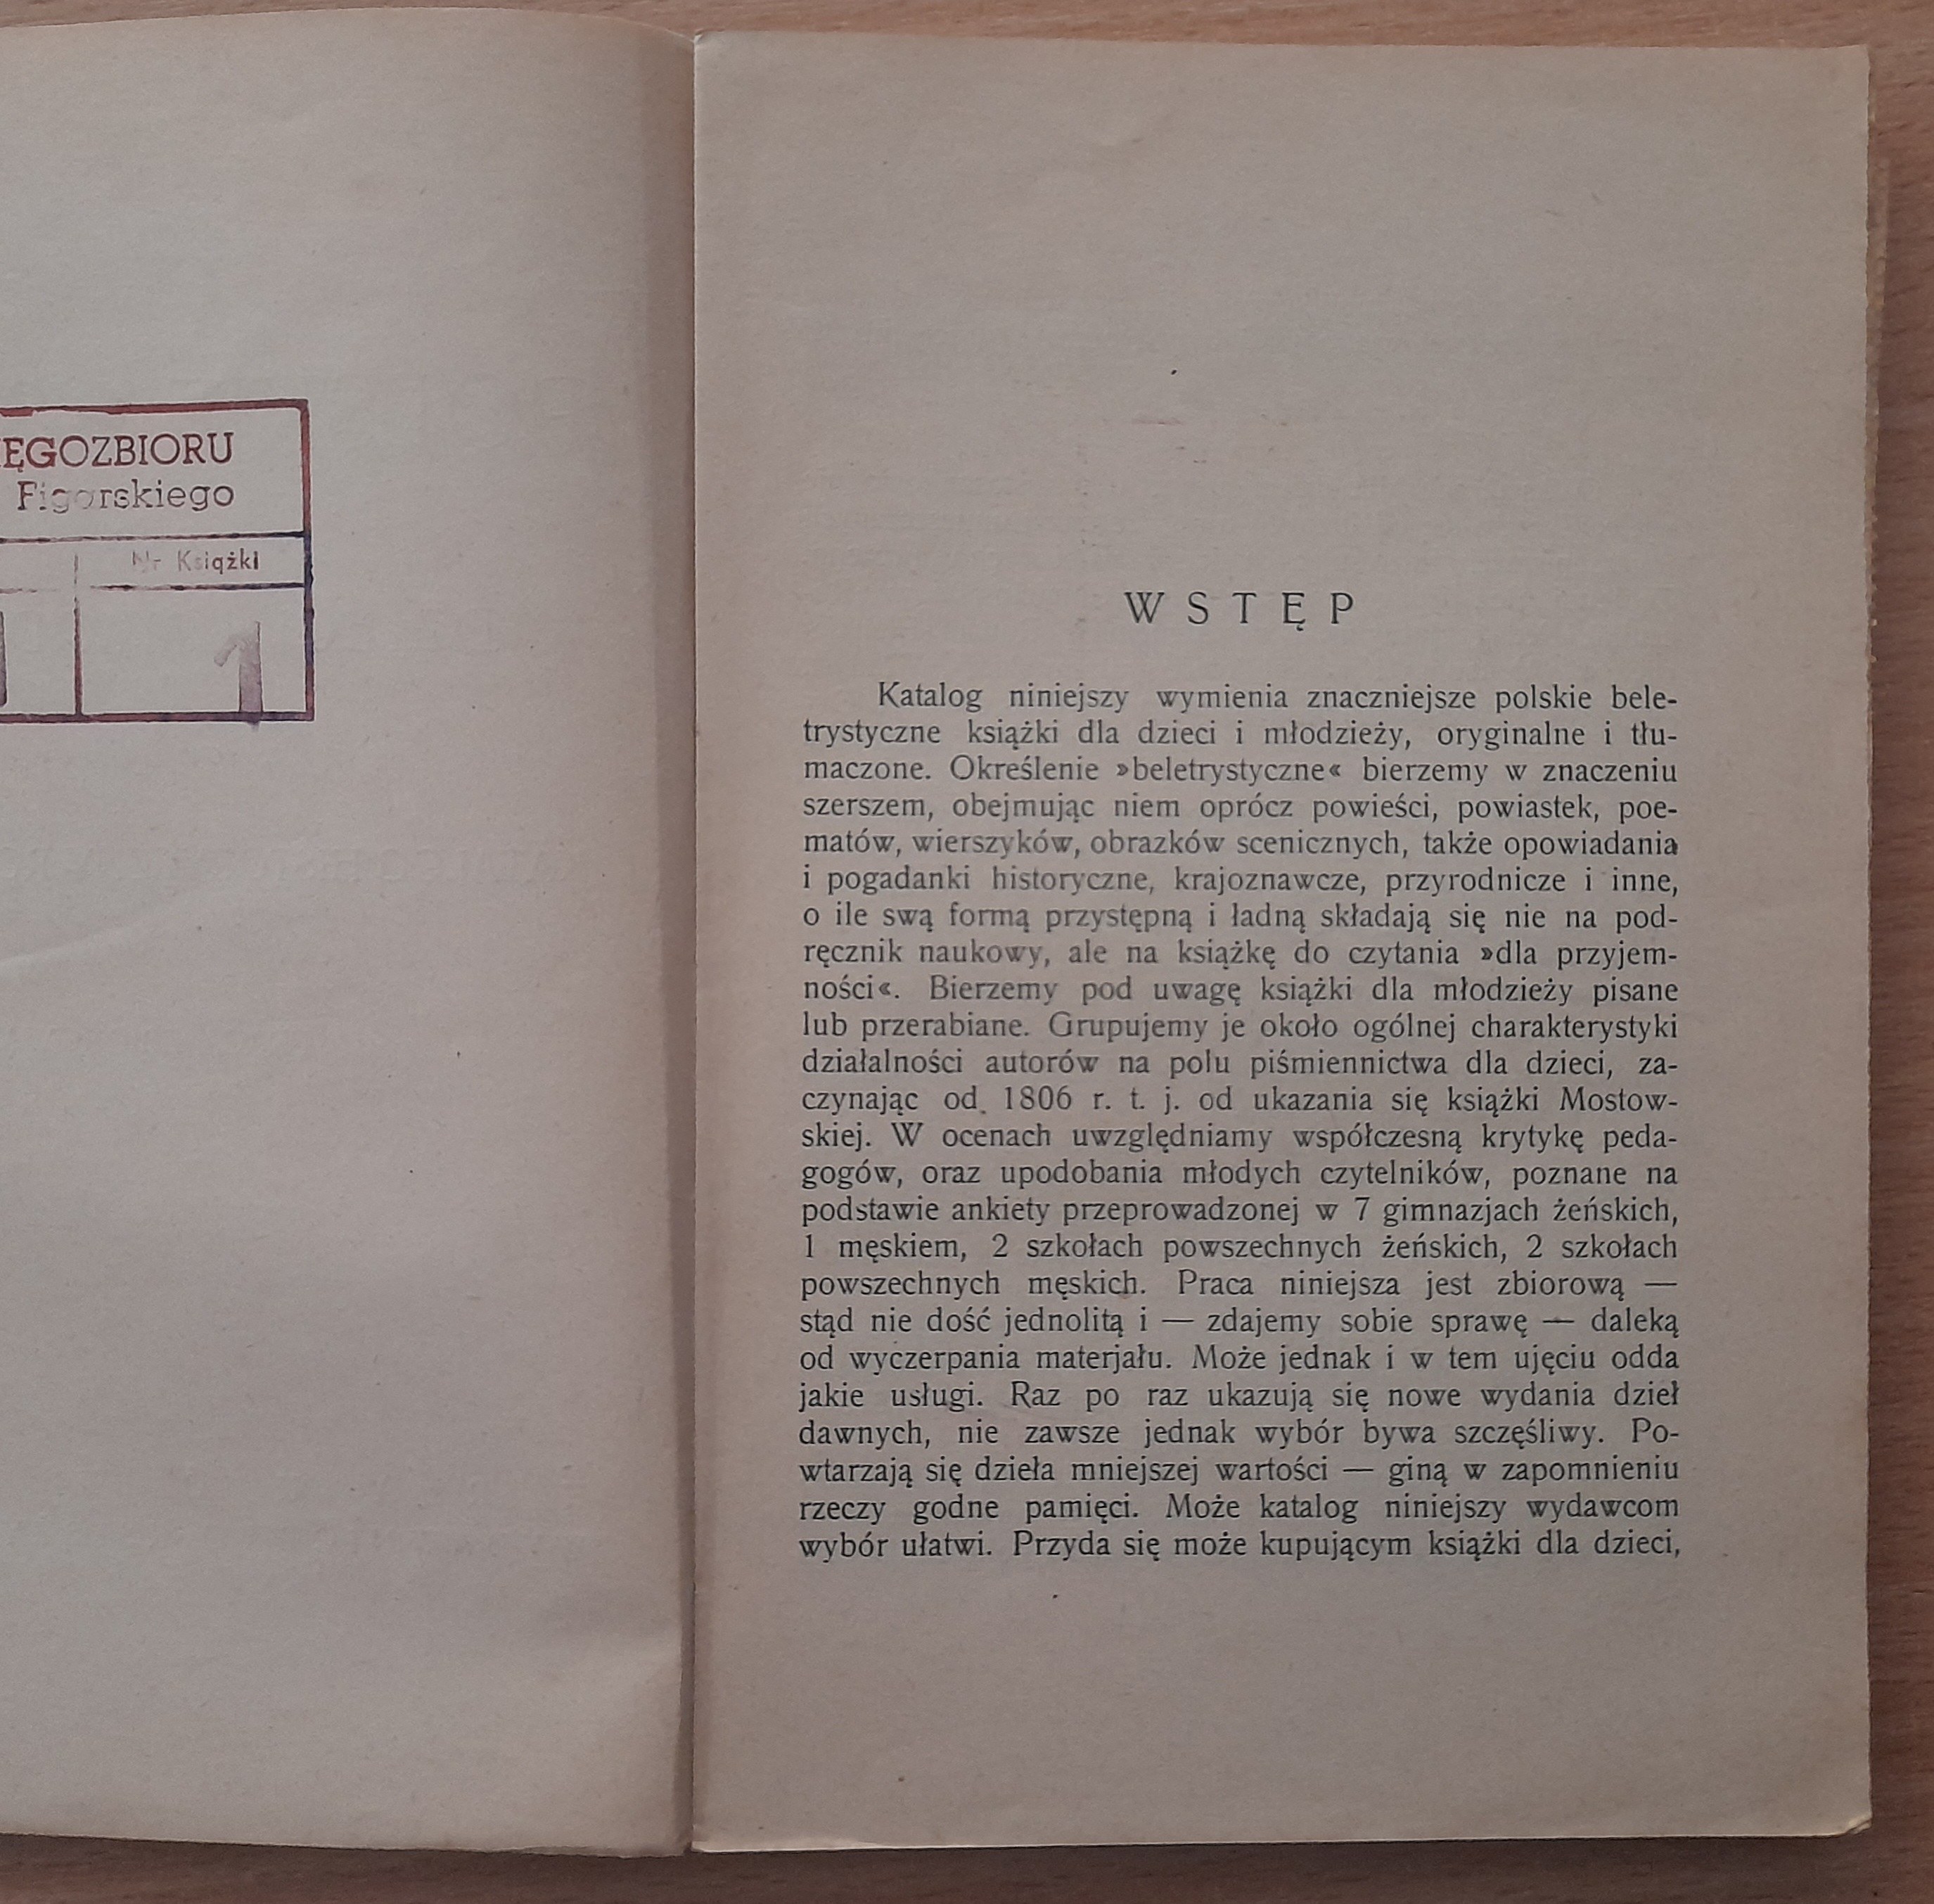 ĘGOZBIORU
Figarskiego
Nr Książki
1
WSTĘP
Katalog niniejszy wymienia znaczniejsze polskie bele-
trystyczne książki dla dzieci i młodzieży, oryginalne i tłu-
maczone. Określenie »beletrystyczne« bierzemy w znaczeniu
szerszem, obejmując niem oprócz powieści, powiastek, poe-
matów, wierszyków, obrazków scenicznych, także opowiadania
i pogadanki historyczne, krajoznawcze, przyrodnicze i inne,
o ile swą formą przystępną i ładną składają się nie na pod-
ręcznik naukowy, ale na książkę do czytania »dla przyjem-
ności«. Bierzemy pod uwagę książki dla młodzieży pisane
lub przerabiane. Grupujemy je około ogólnej charakterystyki
działalności autorów na polu piśmiennictwa dla dzieci, za-
czynając od 1806 r. t. j. od ukazania się książki Mostow-
skiej. W ocenach uwzględniamy współczesną krytykę peda-
gogów, oraz upodobania młodych czytelników, poznane na
podstawie ankiety przeprowadzonej w 7 gimnazjach żeńskich,
1 męskiem, 2 szkołach powszechnych żeńskich, 2 szkołach
powszechnych męskich. Praca niniejsza jest zbiorową —
stąd nie dość jednolitą i — zdajemy sobie sprawę — daleką
od wyczerpania materjału. Może jednak i w tem ujęciu odda
jakie usługi. Raz po raz ukazują się nowe wydania dzieł
dawnych, nie zawsze jednak wybór bywa szczęśliwy. Po-
wtarzają się dzieła mniejszej wartości — giną w zapomnieniu
rzeczy godne pamięci. Może katalog niniejszy wydawcom
wybór ułatwi. Przyda się może kupującym książki dla dzieci,